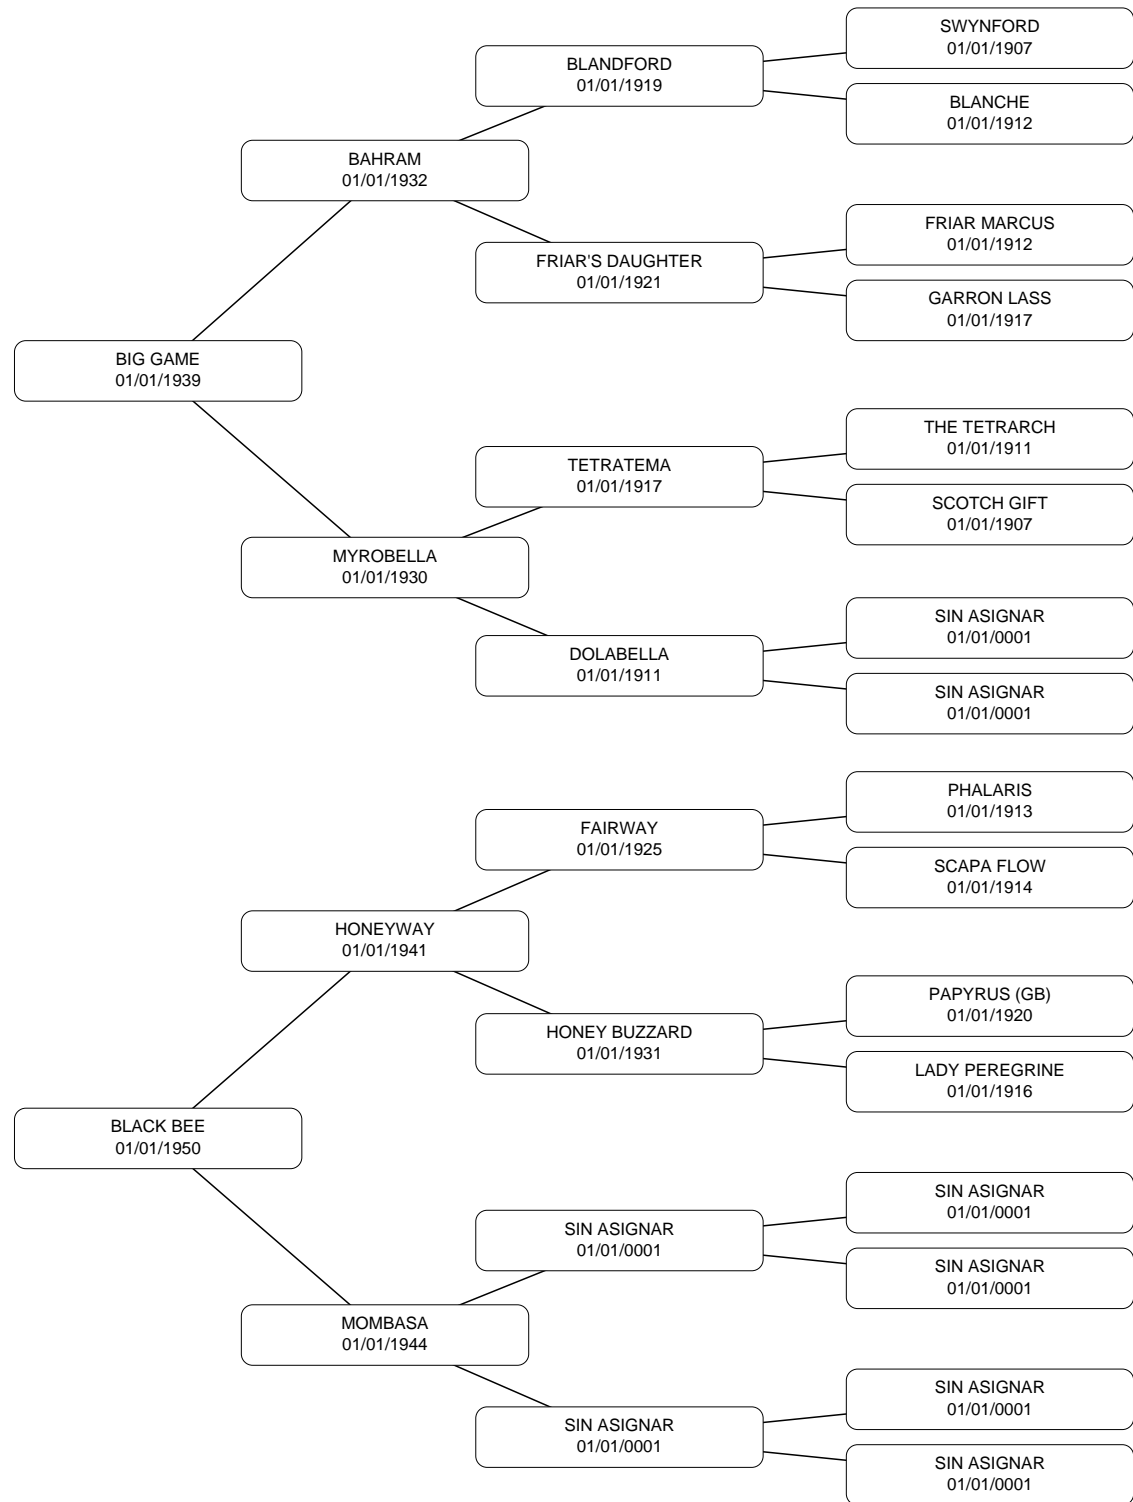 SWYNFORD
01/01/1907
BLANDFORD
01/01/1919
BLANCHE
01/01/1912
BAHRAM
01/01/1932
FRIAR MARCUS
01/01/1912
FRIAR'S DAUGHTER
01/01/1921
GARRON LASS
01/01/1917
BIG GAME
01/01/1939
THE TETRARCH
01/01/1911
TETRATEMA
01/01/1917
SCOTCH GIFT
01/01/1907
MYROBELLA
01/01/1930
SIN ASIGNAR
01/01/0001
DOLABELLA
01/01/1911
SIN ASIGNAR
01/01/0001
PHALARIS
01/01/1913
FAIRWAY
01/01/1925
SCAPA FLOW
01/01/1914
HONEYWAY
01/01/1941
PAPYRUS (GB)
01/01/1920
HONEY BUZZARD
01/01/1931
LADY PEREGRINE
01/01/1916
BLACK BEE
01/01/1950
SIN ASIGNAR
01/01/0001
SIN ASIGNAR
01/01/0001
SIN ASIGNAR
01/01/0001
MOMBASA
01/01/1944
SIN ASIGNAR
01/01/0001
SIN ASIGNAR
01/01/0001
SIN ASIGNAR
01/01/0001